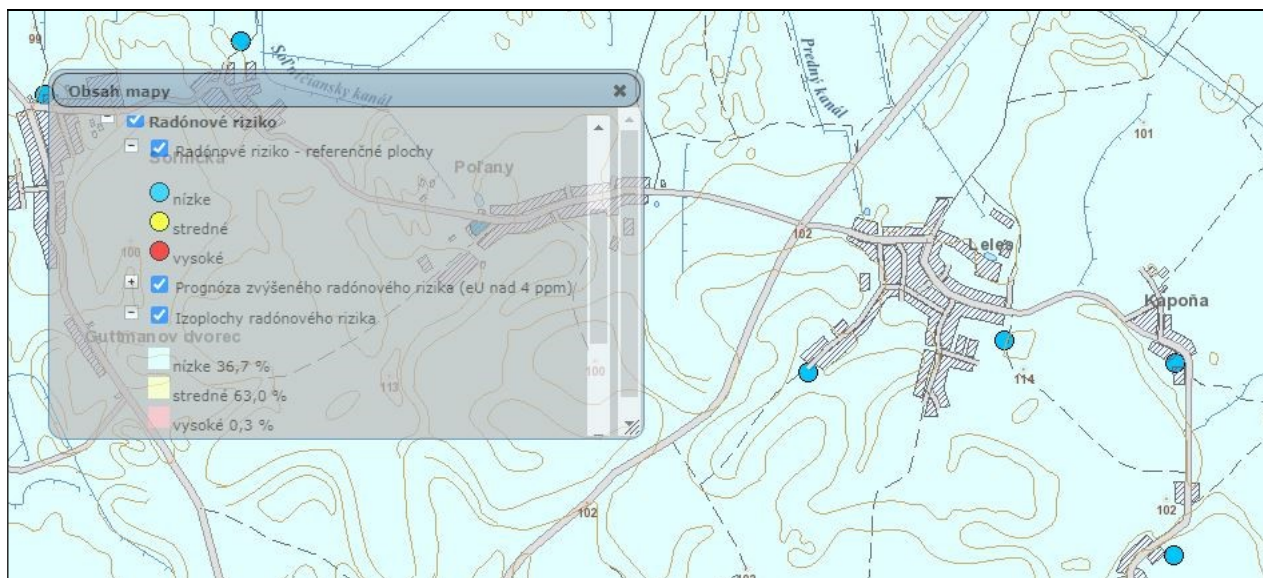 99
Soľničiansky kanál
Predný kanál
101
Obsah mapy
Radónové riziko
Radónové riziko - referenčné plochy
Soľnička
Poľany
nízke
stredné
vysoké
100
102
Leles
Prognóza zvýšeného radónového rizika (eU nad 4 ppm)
Kapoňa
Izoplochy radónového rizika
Guttmanov dvorec
nízke 36,7 %
stredné 63,0 %
113
100
114
vysoké 0,3 %
102
102